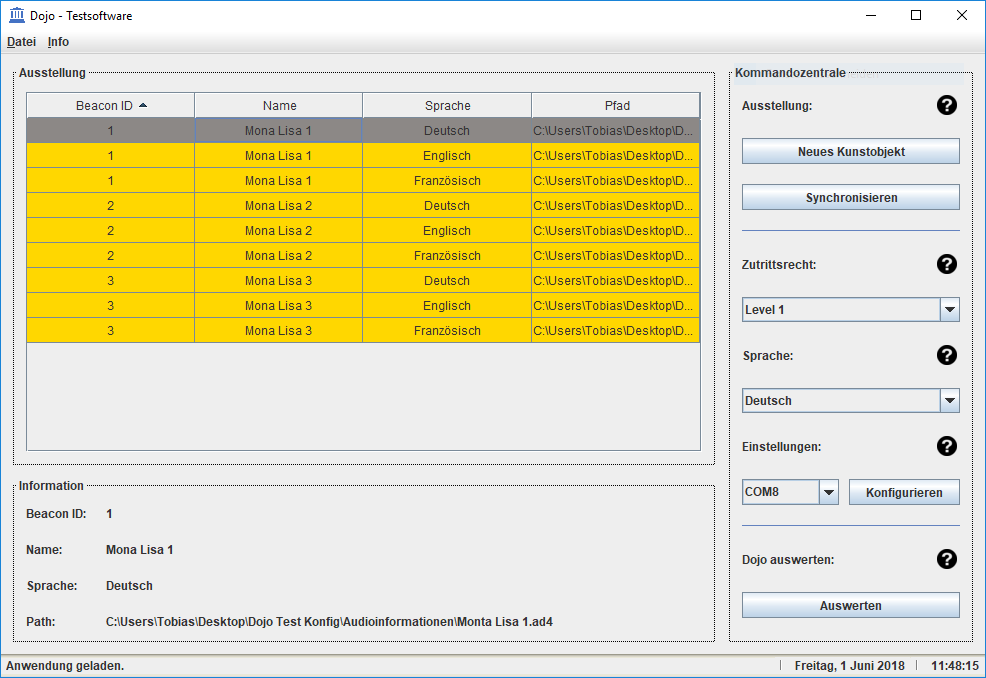 Dojo - Testsoftware
Datei Info
Ausstellung
Beacon ID Name Sprache Pfad
1 Mona Lisa 1 Deutsch C:\Users\Tobias\Desktop\D...
1 Mona Lisa 1 Englisch C:\Users\Tobias\Desktop\D...
1 Mona Lisa 1 Französisch C:\Users\Tobias\Desktop\D...
2 Mona Lisa 2 Deutsch C:\Users\Tobias\Desktop\D...
2 Mona Lisa 2 Englisch C:\Users\Tobias\Desktop\D...
2 Mona Lisa 2 Französisch C:\Users\Tobias\Desktop\D...
3 Mona Lisa 3 Deutsch C:\Users\Tobias\Desktop\D...
3 Mona Lisa 3 Englisch C:\Users\Tobias\Desktop\D...
3 Mona Lisa 3 Französisch C:\Users\Tobias\Desktop\D...
Information
Beacon ID: 1
Name: Mona Lisa 1
Sprache: Deutsch
Path: C:\Users\Tobias\Desktop\Dojo Test Konfig\Audioinformationen\Monta Lisa 1.ad4
Kommandozentrale
Ausstellung: ?
Neues Kunstobjekt
Synchronisieren
Zutrittsrecht: ?
Level 1
Sprache: ?
Deutsch
Einstellungen: ?
COM8 Konfigurieren
Dojo auswerten: ?
Auswerten
Anwendung geladen. Freitag, 1 Juni 2018 11:48:15